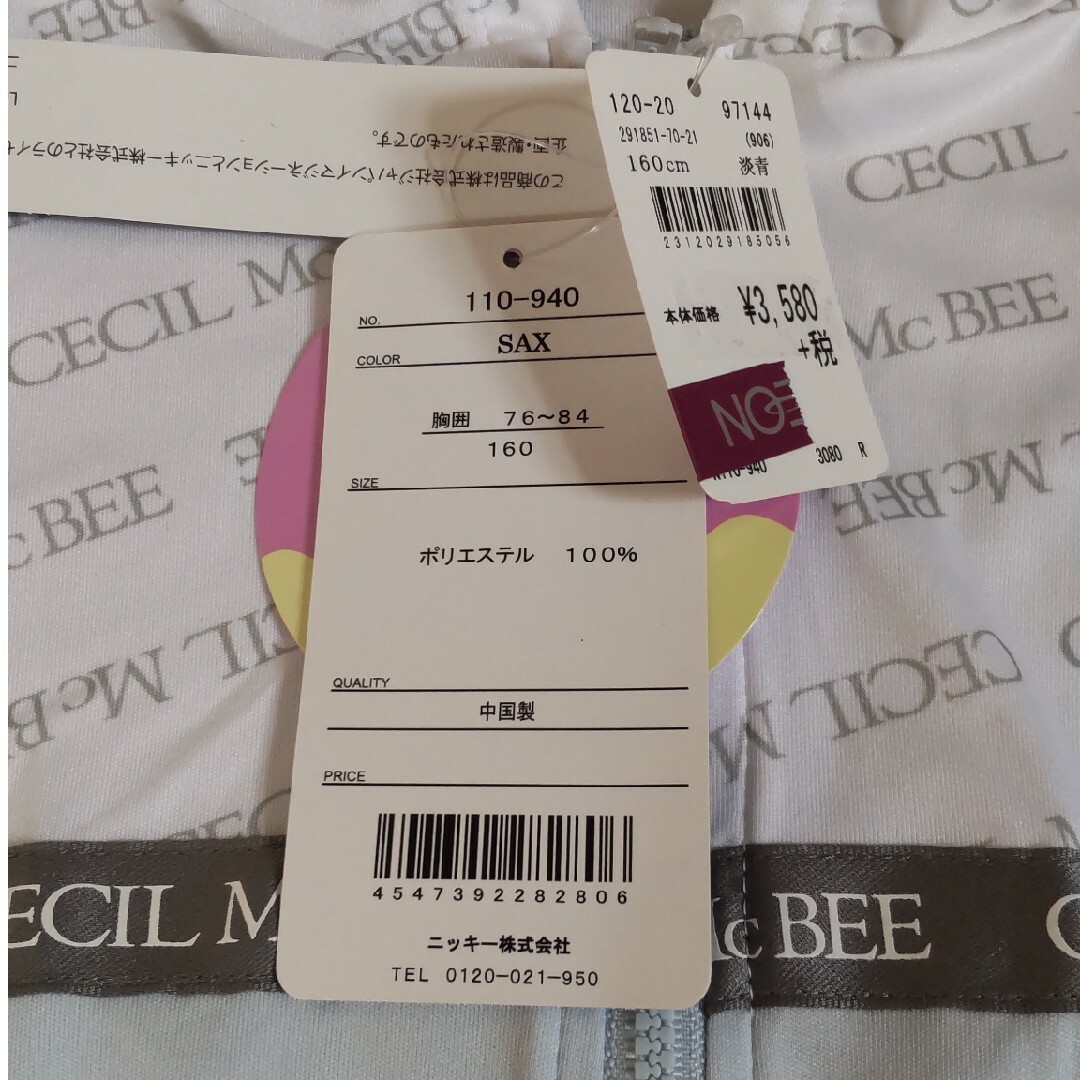 CECIL McBEE
この商品は株式会社ジャパンイマジネーションとニッキー株式会社とのライセ
企画・製造されたものです。
120-20 97144
291851-70-21 (906)
160cm 淡青
2312029185056
本体価格 ¥3,580
+税
3080 R
NO. 110-940
COLOR SAX
胸囲 76~84
160
SIZE
ポリエステル 100%
QUALITY
中国製
PRICE
4547392282806
ニッキー株式会社
TEL 0120-021-950
CECIL Mc
McBEE
CECIL
McBEE
McBEE
CECIL
McBEE
CECIL M
ECIL M
McBEE